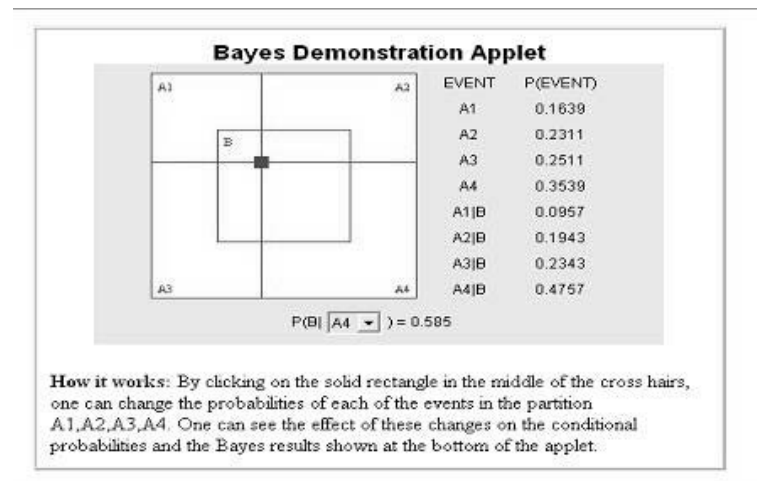 Bayes Demonstration Applet
A1 A2
B
A3 A4
EVENT P(EVENT)
A1 0.1639
A2 0.2311
A3 0.2511
A4 0.3539
A1|B 0.0957
A2|B 0.1943
A3|B 0.2343
A4|B 0.4757
P(B| A4 ) = 0.585
How it works: By clicking on the solid rectangle in the middle of the cross hairs,
one can change the probabilities of each of the events in the partition
A1,A2,A3,A4. One can see the effect of these changes on the conditional
probabilities and the Bayes results shown at the bottom of the applet.